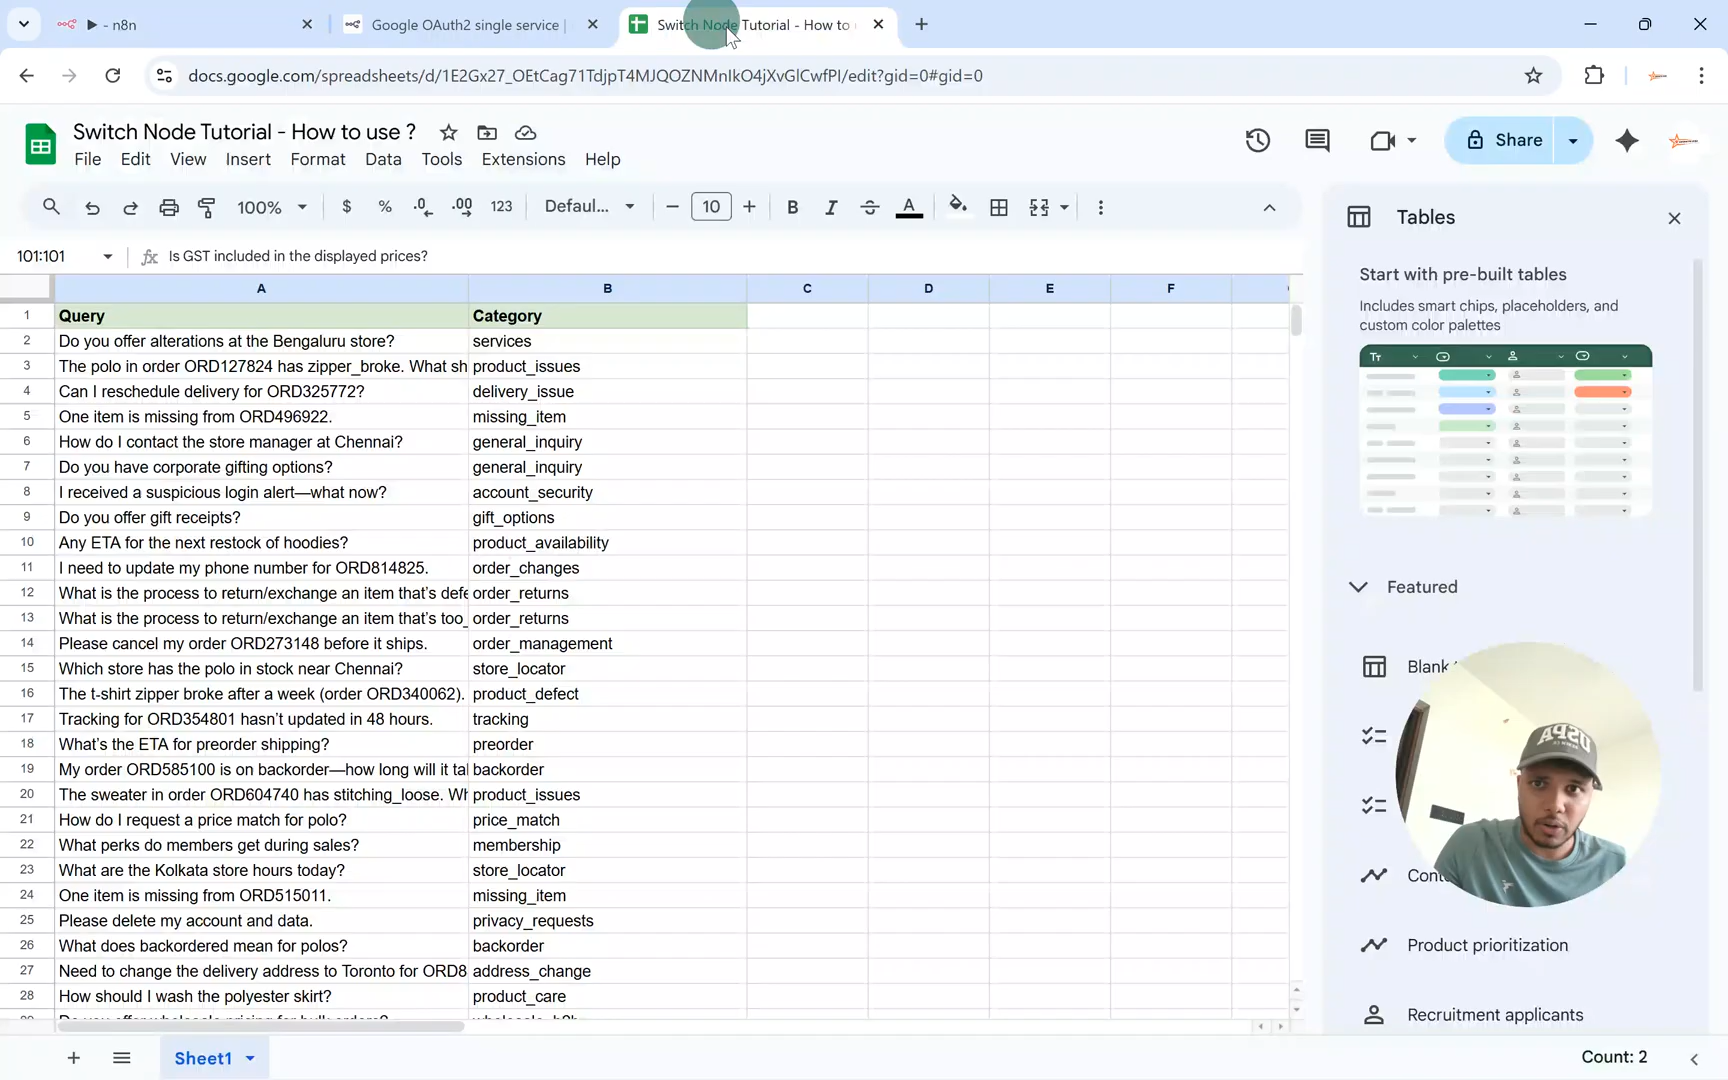 ▶ - n8n
Google OAuth2 single service |
Switch Node Tutorial - How to
docs.google.com/spreadsheets/d/1E2Gx27_OEtCag71TdjpT4MJQOZNMnIkO4jXvGlCwfPI/edit?gid=0#gid=0
Switch Node Tutorial - How to use ?
File Edit View Insert Format Data Tools Extensions Help
Share
100% $ % .0 .00 123 Defaul... 10 B I A
101:101 fx Is GST included in the displayed prices?
Tables
Start with pre-built tables
Includes smart chips, placeholders, and
custom color palettes
A B C D E F
1 Query Category
2 Do you offer alterations at the Bengaluru store? services
3 The polo in order ORD127824 has zipper_broke. What sh product_issues
4 Can I reschedule delivery for ORD325772? delivery_issue
5 One item is missing from ORD496922. missing_item
6 How do I contact the store manager at Chennai? general_inquiry
7 Do you have corporate gifting options? general_inquiry
8 I received a suspicious login alert—what now? account_security
9 Do you offer gift receipts? gift_options
10 Any ETA for the next restock of hoodies? product_availability
11 I need to update my phone number for ORD814825. order_changes
12 What is the process to return/exchange an item that's defe order_returns
13 What is the process to return/exchange an item that's too_ order_returns
14 Please cancel my order ORD273148 before it ships. order_management
15 Which store has the polo in stock near Chennai? store_locator
16 The t-shirt zipper broke after a week (order ORD340062). product_defect
17 Tracking for ORD354801 hasn't updated in 48 hours. tracking
18 What's the ETA for preorder shipping? preorder
19 My order ORD585100 is on backorder—how long will it tal backorder
20 The sweater in order ORD604740 has stitching_loose. Wh product_issues
21 How do I request a price match for polo? price_match
22 What perks do members get during sales? membership
23 What are the Kolkata store hours today? store_locator
24 One item is missing from ORD515011. missing_item
25 Please delete my account and data. privacy_requests
26 What does backordered mean for polos? backorder
27 Need to change the delivery address to Toronto for ORD8 address_change
28 How should I wash the polyester skirt? product_care
Tt
Featured
Blank
Cont
Product prioritization
Recruitment applicants
USPA
Sheet1
Count: 2